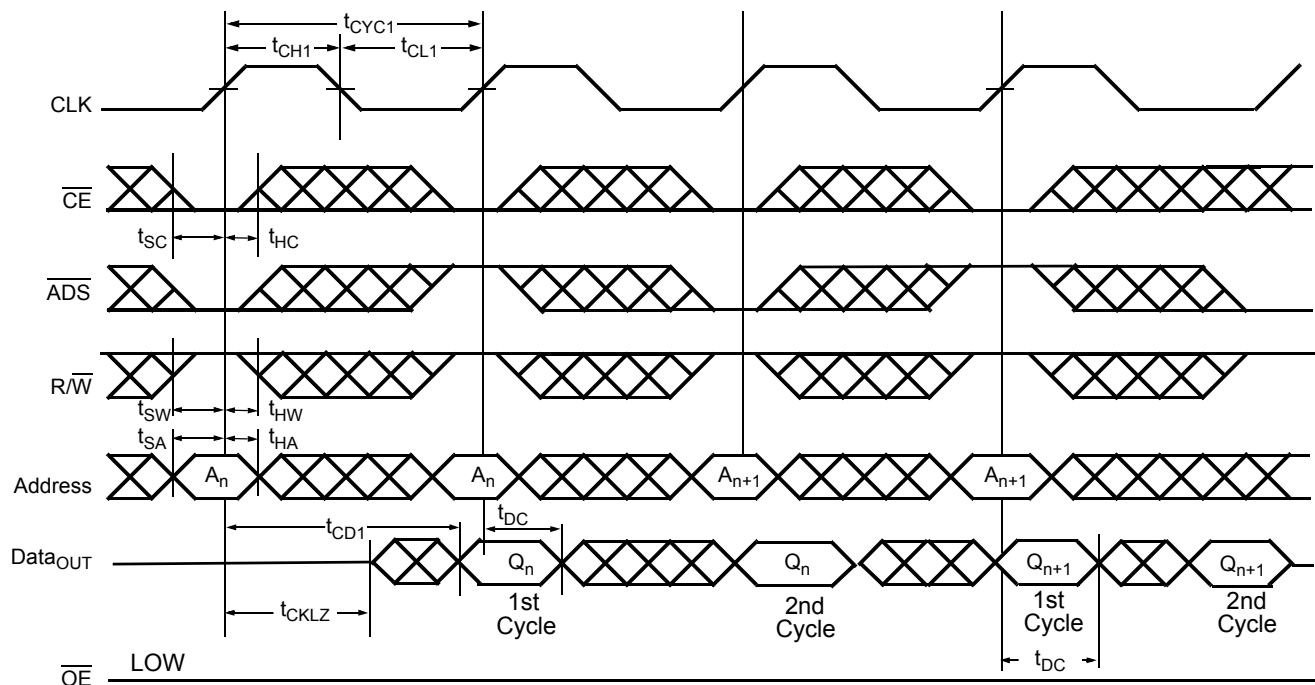 tCYC1
tCH1 tCL1
CLK
CE
tSC tHC
ADS
R/W
tSW tHW
tSA tHA
Address An An An+1 An+1
tCD1 tDC
DataOUT Qn Qn Qn+1 Qn+1
tCKLZ 1st Cycle 2nd Cycle 1st Cycle 2nd Cycle
tDC
OE LOW